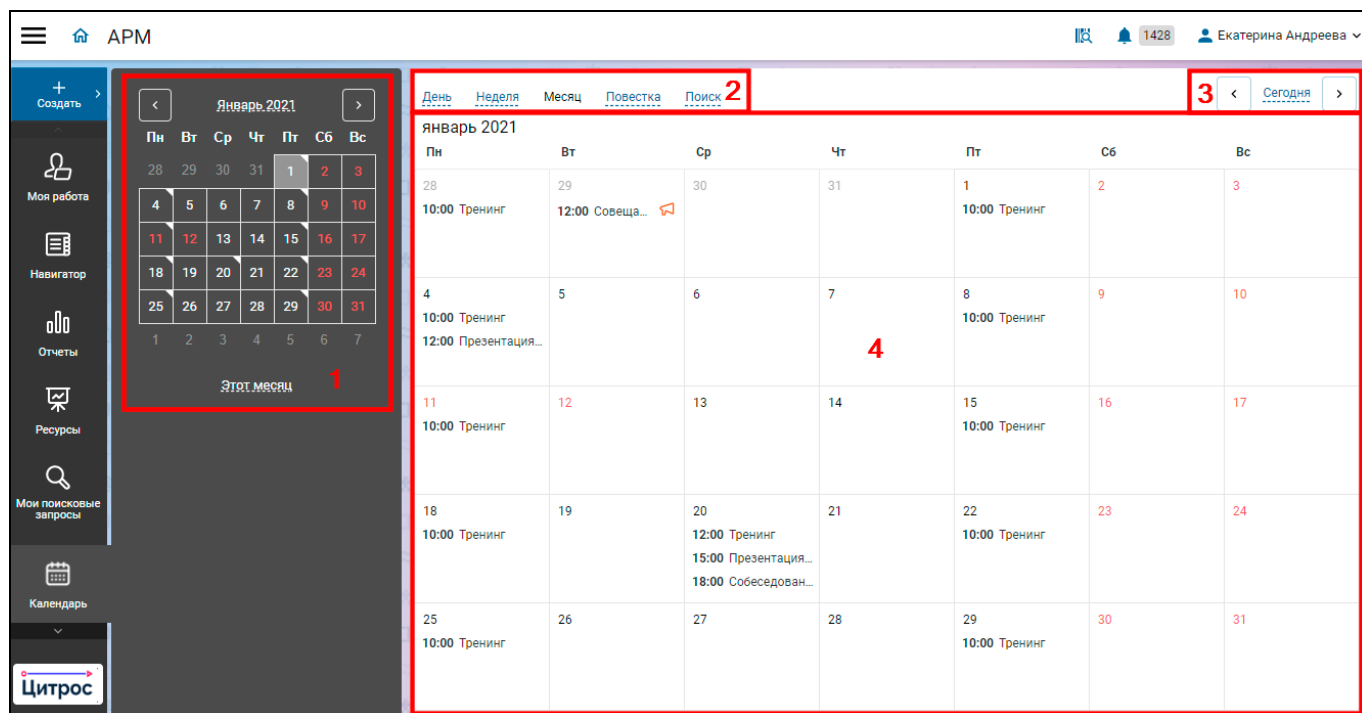 АРМ
1428 Екатерина Андреева
+ Создать
Моя работа
Навигатор
Отчеты
Ресурсы
Мои поисковые
запросы
Календарь
Цитрос
Январь 2021
Пн Вт Ср Чт Пт Сб Вс
28 29 30 31 1 2 3
4 5 6 7 8 9 10
11 12 13 14 15 16 17
18 19 20 21 22 23 24
25 26 27 28 29 30 31
1 2 3 4 5 6 7
Этот месяц 1
День Неделя Месяц Повестка Поиск 2
3 < Сегодня >
январь 2021
Пн Вт Ср Чт Пт Сб Вс
28 29 30 31 1 2 3
10:00 Тренинг 12:00 Совеща... 10:00 Тренинг
4 5 6 7 8 9 10
10:00 Тренинг 10:00 Тренинг
12:00 Презентация...
4
11 12 13 14 15 16 17
10:00 Тренинг 10:00 Тренинг
18 19 20 21 22 23 24
10:00 Тренинг 12:00 Тренинг 10:00 Тренинг
15:00 Презентация...
18:00 Собеседован...
25 26 27 28 29 30 31
10:00 Тренинг 10:00 Тренинг